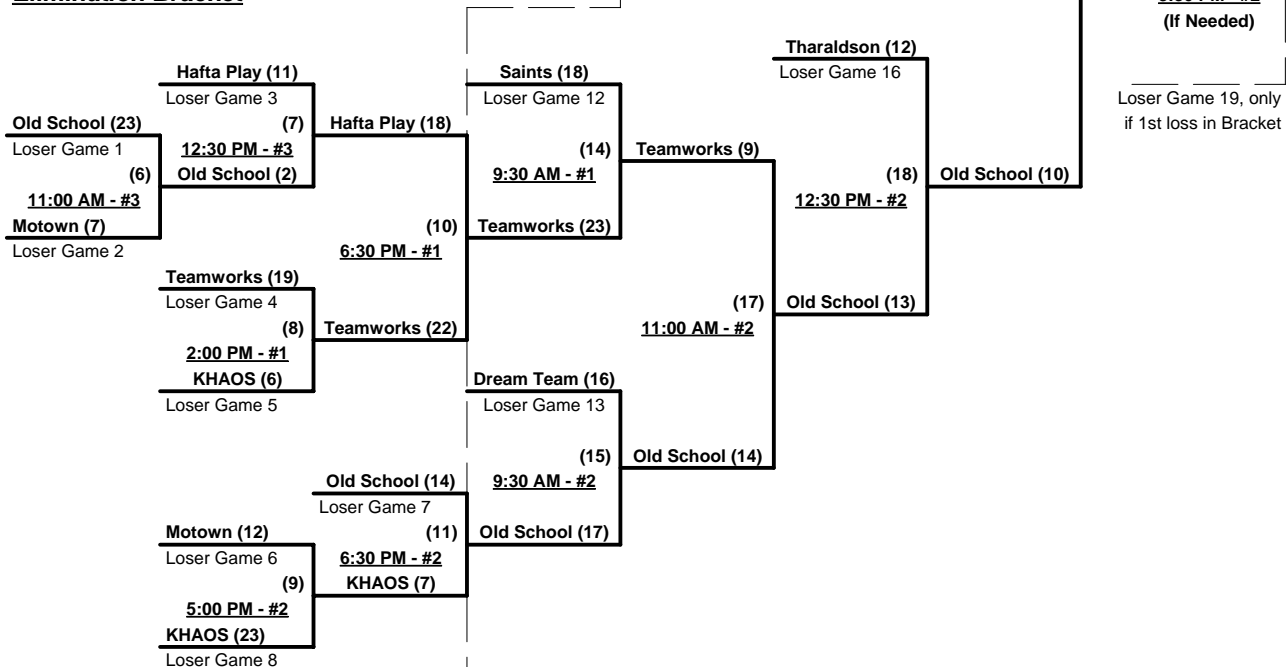 (If Needed)
Tharaldson (12)
Loser Game 16
Hafta Play (11)
Loser Game 3
Saints (18)
Loser Game 12
Loser Game 19, only
if 1st loss in Bracket
Old School (23)
Loser Game 1
(7)
12:30 PM - #3
Hafta Play (18)
(6)
11:00 AM - #3
Old School (2)
(14)
9:30 AM - #1
Teamworks (9)
(18)
12:30 PM - #2
Old School (10)
Motown (7)
Loser Game 2
(10)
6:30 PM - #1
Teamworks (23)
Teamworks (19)
Loser Game 4
(8)
2:00 PM - #1
Teamworks (22)
(17)
11:00 AM - #2
Old School (13)
KHAOS (6)
Loser Game 5
Dream Team (16)
Loser Game 13
(15)
9:30 AM - #2
Old School (14)
Old School (14)
Loser Game 7
Motown (12)
Loser Game 6
(11)
6:30 PM - #2
Old School (17)
(9)
5:00 PM - #2
KHAOS (7)
KHAOS (23)
Loser Game 8